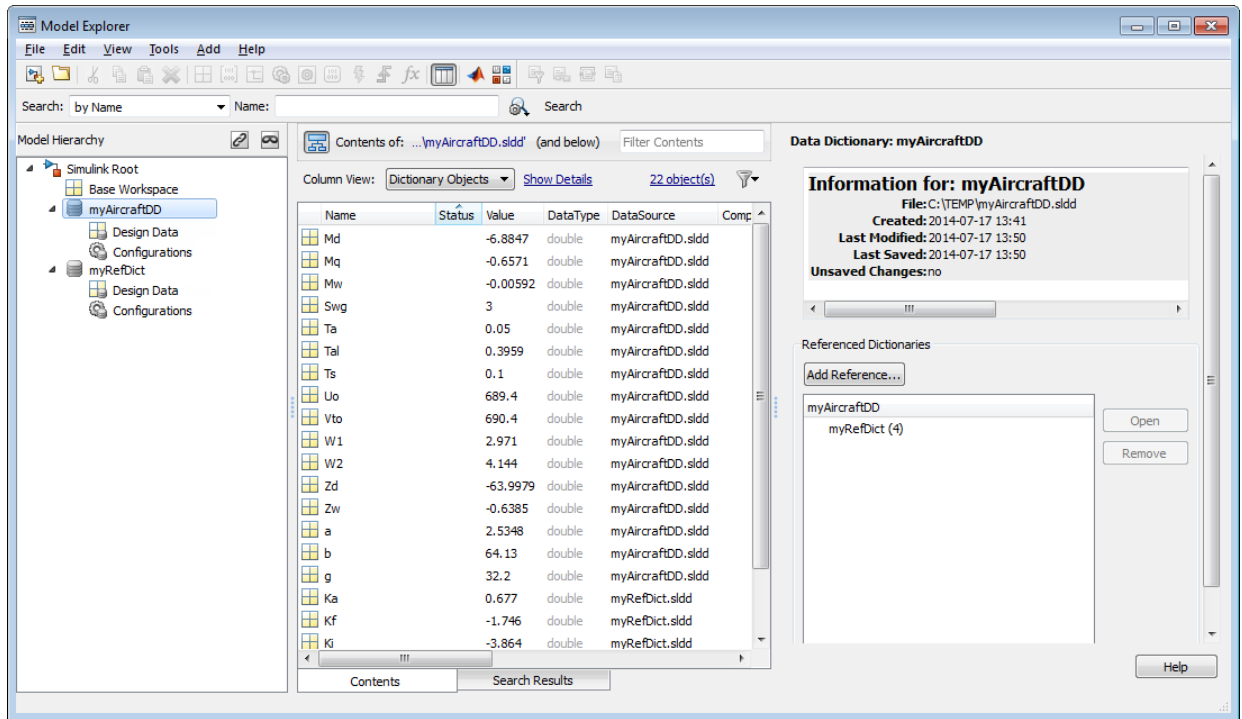 Model Explorer
File Edit View Tools Add Help
fx
Search: by Name Name: Search
Model Hierarchy
Simulink Root
Base Workspace
myAircraftDD
Design Data
Configurations
myRefDict
Design Data
Configurations
Contents of: ...\myAircraftDD.sldd' (and below) Filter Contents
Column View: Dictionary Objects Show Details 22 object(s)
Name Status Value DataType DataSource Comp
Md -6.8847 double myAircraftDD.sldd
Mq -0.6571 double myAircraftDD.sldd
Mw -0.00592 double myAircraftDD.sldd
Swg 3 double myAircraftDD.sldd
Ta 0.05 double myAircraftDD.sldd
Tal 0.3959 double myAircraftDD.sldd
Ts 0.1 double myAircraftDD.sldd
Uo 689.4 double myAircraftDD.sldd
Vto 690.4 double myAircraftDD.sldd
W1 2.971 double myAircraftDD.sldd
W2 4.144 double myAircraftDD.sldd
Zd -63.9979 double myAircraftDD.sldd
Zw -0.6385 double myAircraftDD.sldd
a 2.5348 double myAircraftDD.sldd
b 64.13 double myAircraftDD.sldd
g 32.2 double myAircraftDD.sldd
Ka 0.677 double myRefDict.sldd
Kf -1.746 double myRefDict.sldd
Ki -3.864 double myRefDict.sldd
Contents Search Results
Data Dictionary: myAircraftDD
Information for: myAircraftDD
File: C:\TEMP\myAircraftDD.sldd
Created: 2014-07-17 13:41
Last Modified: 2014-07-17 13:50
Last Saved: 2014-07-17 13:50
Unsaved Changes: no
Referenced Dictionaries
Add Reference...
myAircraftDD
myRefDict (4)
Open
Remove
Help